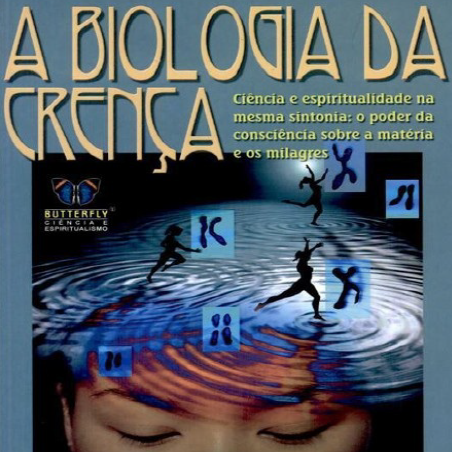 A BIOLOGIA DA
CRENÇA
Ciência e espiritualidade na
mesma sintonia: o poder da
consciência sobre a matéria
e os milagres
BUTTERFLY
CIÊNCIA E
ESPIRITUALISMO